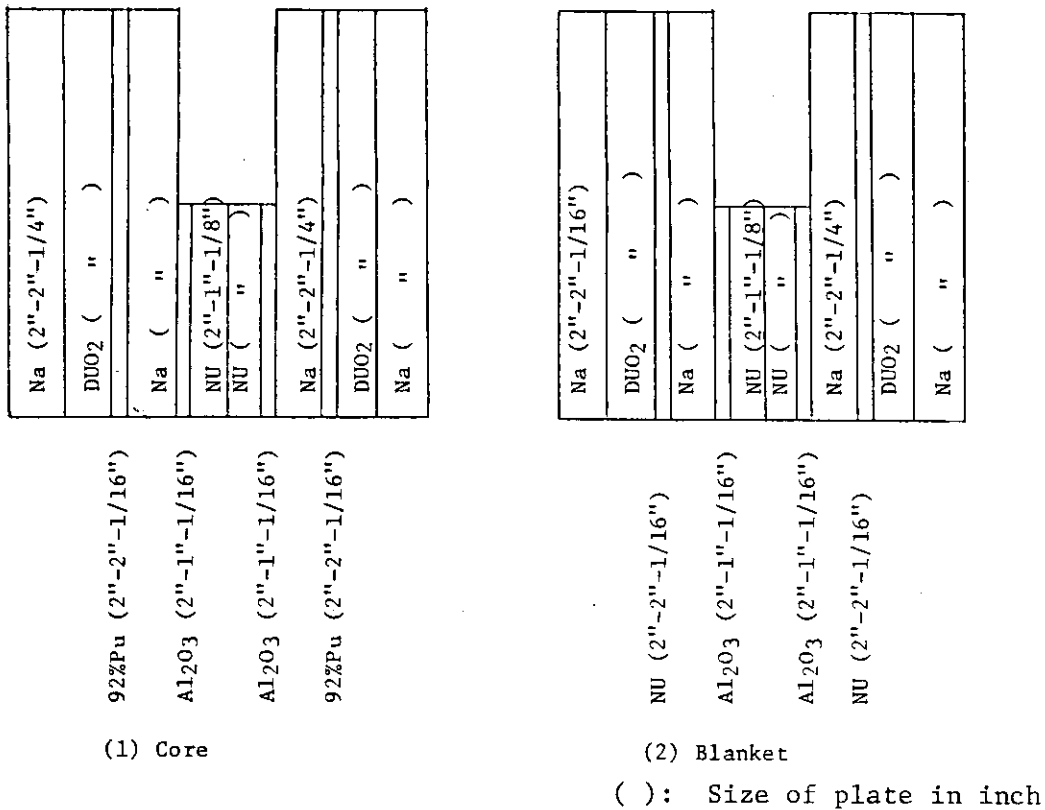 Na (2"-2"-1/4")
DUO2 ( " )
Na ( " )
NU (2"-1"-1/8")
NU ( " )
Na (2"-2"-1/4")
DUO2 ( " )
Na ( " )
92%Pu (2"-2"-1/16")
Al2O3 (2"-1"-1/16")
Al2O3 (2"-1"-1/16")
92%Pu (2"-2"-1/16")
(1) Core
Na (2"-2"-1/16")
DUO2 ( " )
Na ( " )
NU (2"-1"-1/8")
NU ( " )
Na (2"-2"-1/4")
DUO2 ( " )
Na ( " )
NU (2"-2"-1/16")
Al2O3 (2"-1"-1/16")
Al2O3 (2"-1"-1/16")
NU (2"-2"-1/16")
(2) Blanket
( ): Size of plate in inch